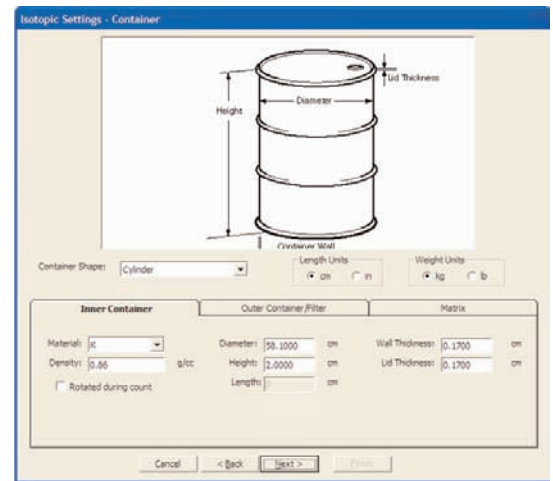 Isotopic Settings - Container
Lid Thickness
Diameter
Height
Container Wall
Container Shape: Cylinder
Length Units
cm in
Weight Units
kg lb
Inner Container Outer Container/Filter Matrix
Material: K Diameter: 58.1000 cm Wall Thickness: 0.1700 cm
Density: 0.86 g/cc Height: 2.0000 cm Lid Thickness: 0.1700 cm
Rotated during count Length: cm
Cancel < Back Next > Finish